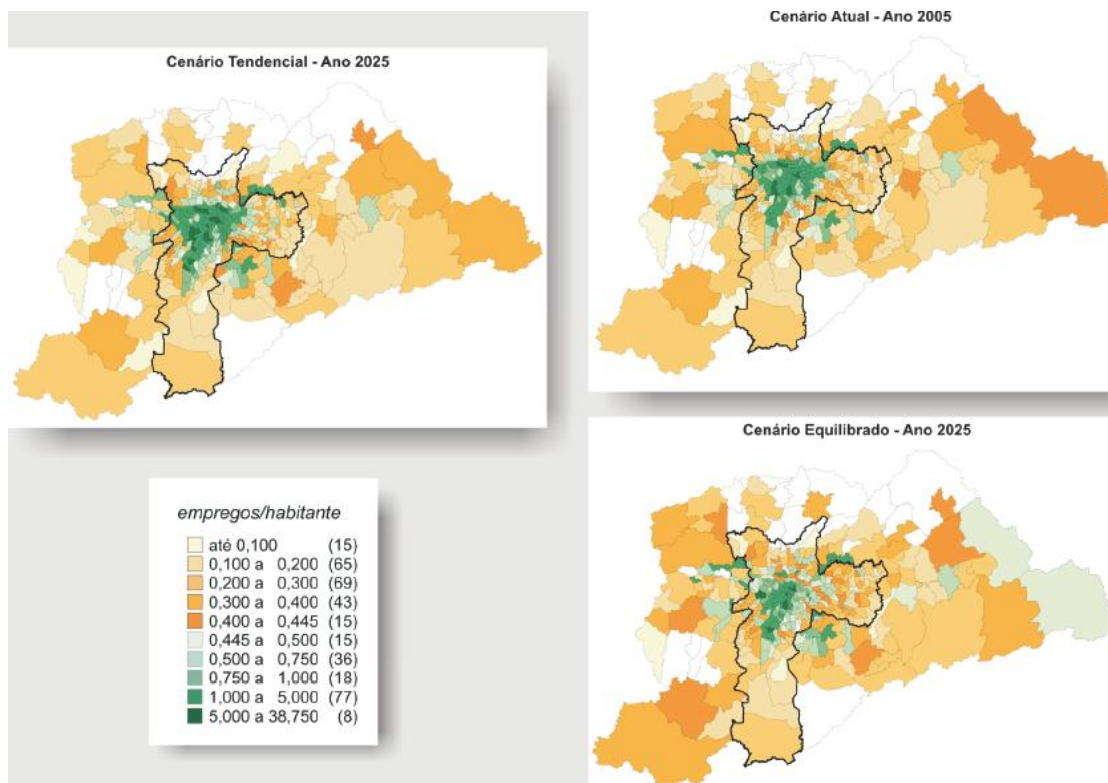 Cenário Atual - Ano 2005
Cenário Tendencial - Ano 2025
Cenário Equilibrado - Ano 2025
empregos/habitante
até 0,100 (15)
0,100 a 0,200 (65)
0,200 a 0,300 (69)
0,300 a 0,400 (43)
0,400 a 0,445 (15)
0,445 a 0,500 (15)
0,500 a 0,750 (36)
0,750 a 1,000 (18)
1,000 a 5,000 (77)
5,000 a 38,750 (8)